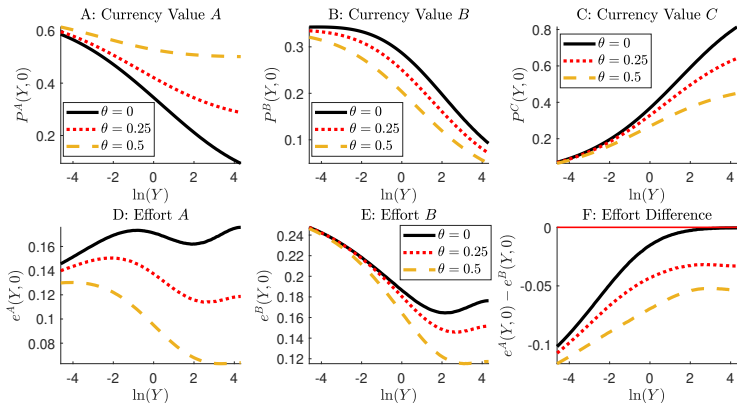 A: Currency Value A
P^A(Y, 0)
0.6
0.4
0.2
θ = 0
θ = 0.25
θ = 0.5
-4 -2 0 2 4
ln(Y)
B: Currency Value B
P^B(Y, 0)
0.3
0.2
0.1
θ = 0
θ = 0.25
θ = 0.5
-4 -2 0 2 4
ln(Y)
C: Currency Value C
P^C(Y, 0)
0.8
0.6
0.4
0.2
θ = 0
θ = 0.25
θ = 0.5
-4 -2 0 2 4
ln(Y)
D: Effort A
e^A(Y, 0)
0.16
0.14
0.12
0.1
0.08
-4 -2 0 2 4
ln(Y)
E: Effort B
e^B(Y, 0)
0.24
0.22
0.2
0.18
0.16
0.14
0.12
θ = 0
θ = 0.25
θ = 0.5
-4 -2 0 2 4
ln(Y)
F: Effort Difference
e^A(Y, 0) − e^B(Y, 0)
0
-0.05
-0.1
-4 -2 0 2 4
ln(Y)